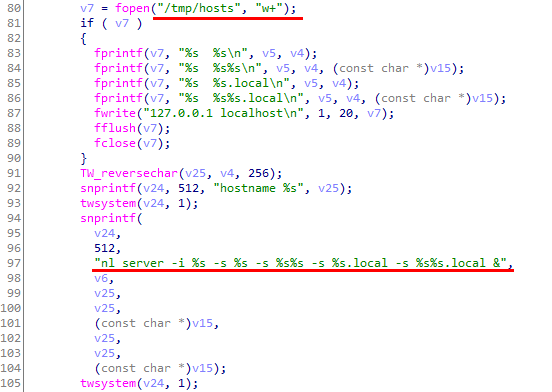 80 v7 = fopen("/tmp/hosts", "w+");
81 if ( v7 )
82 {
83 fprintf(v7, "%s  %s\n", v5, v4);
84 fprintf(v7, "%s  %s%s\n", v5, v4, (const char *)v15);
85 fprintf(v7, "%s  %s.local\n", v5, v4);
86 fprintf(v7, "%s  %s%s.local\n", v5, v4, (const char *)v15);
87 fwrite("127.0.0.1 localhost\n", 1, 20, v7);
88 fflush(v7);
89 fclose(v7);
90 }
91 TW_reversechar(v25, v4, 256);
92 snprintf(v24, 512, "hostname %s", v25);
93 twsystem(v24, 1);
94 snprintf(
95 v24,
96 512,
97 "nl server -i %s -s %s -s %s%s -s %s.local -s %s%s.local &",
98 v6,
99 v25,
100 v25,
101 (const char *)v15,
102 v25,
103 v25,
104 (const char *)v15);
105 twsystem(v24, 1);